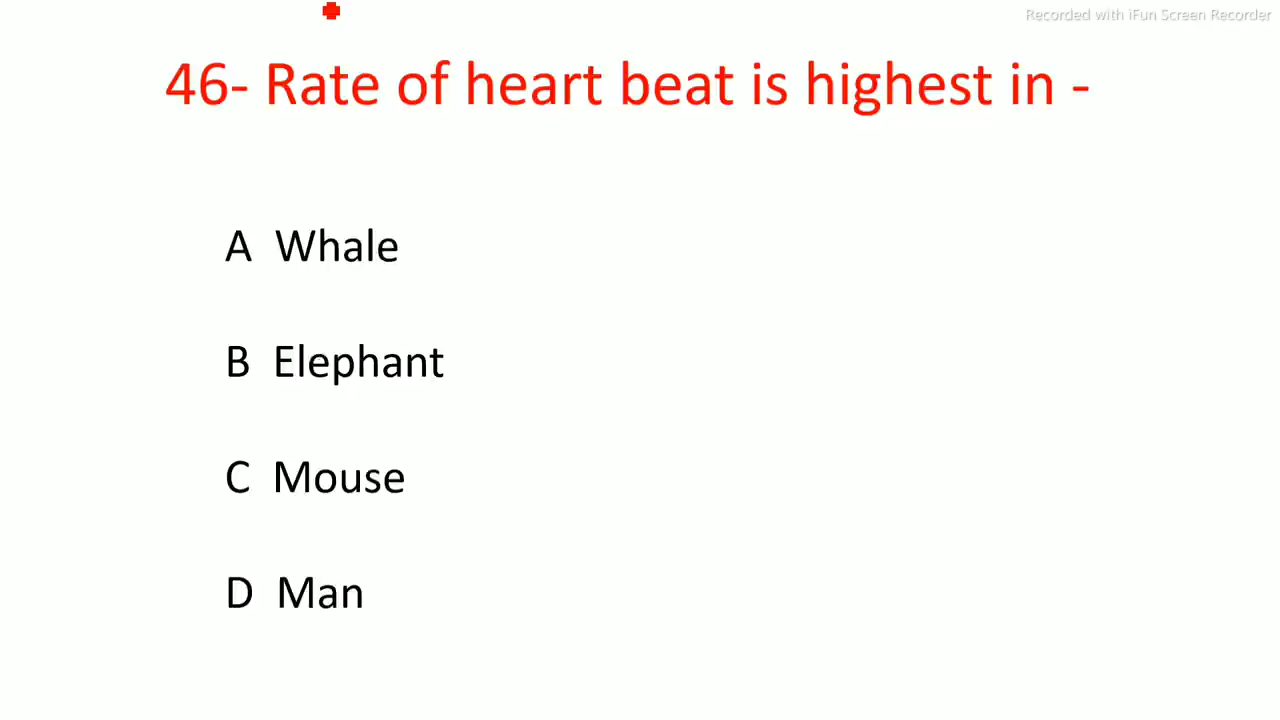 Recorded with iFun Screen Recorder
46- Rate of heart beat is highest in -
A Whale
B Elephant
C Mouse
D Man